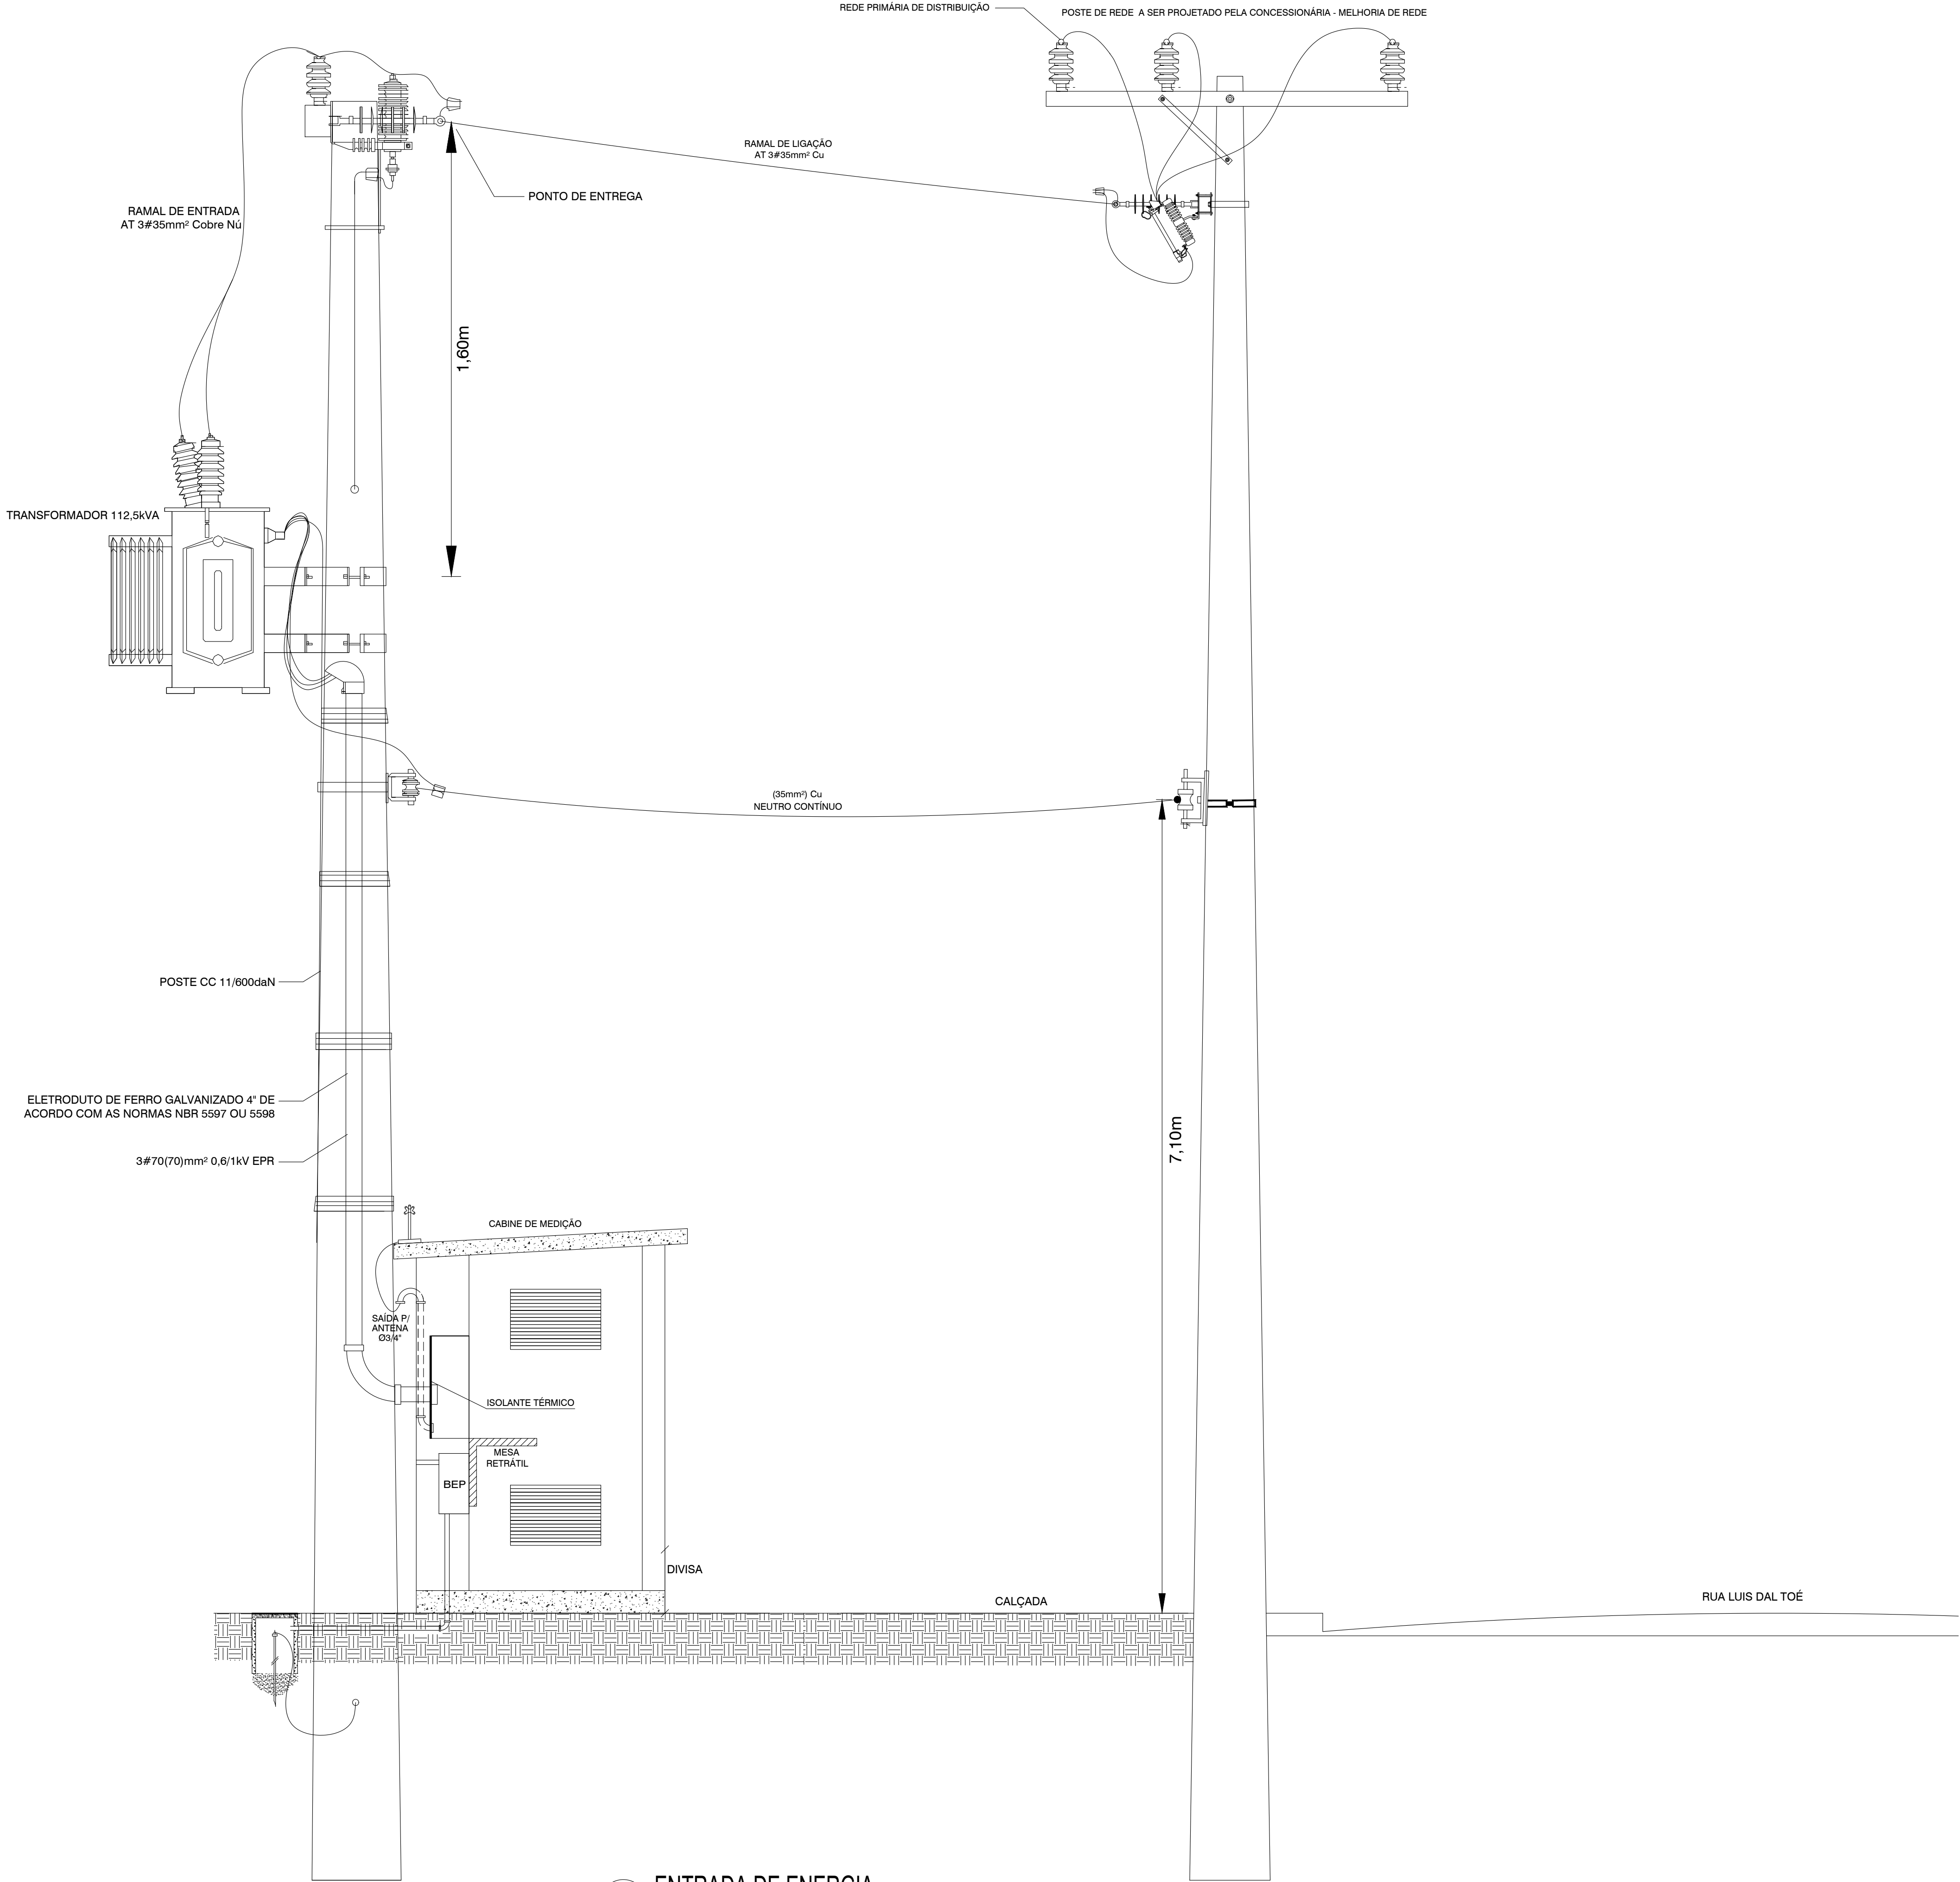 REDE PRIMÁRIA DE DISTRIBUIÇÃO
POSTE DE REDE A SER PROJETADO PELA CONCESSIONÁRIA - MELHORIA DE REDE
RAMAL DE LIGAÇÃO
AT 3#35mm² Cu
PONTO DE ENTREGA
RAMAL DE ENTRADA
AT 3#35mm² Cobre Nú
1,60m
TRANSFORMADOR 112,5kVA
(35mm²) Cu
NEUTRO CONTÍNUO
POSTE CC 11/600daN
ELETRODUTO DE FERRO GALVANIZADO 4" DE
ACORDO COM AS NORMAS NBR 5597 OU 5598
7,10m
3#70(70)mm² 0,6/1kV EPR
CABINE DE MEDIÇÃO
SAÍDA P/
ANTENA
Ø3/4"
ISOLANTE TÉRMICO
MESA
RETRÁTIL
BEP
DIVISA
CALÇADA
RUA LUIS DAL TOÉ
ENTRADA DE ENERGIA